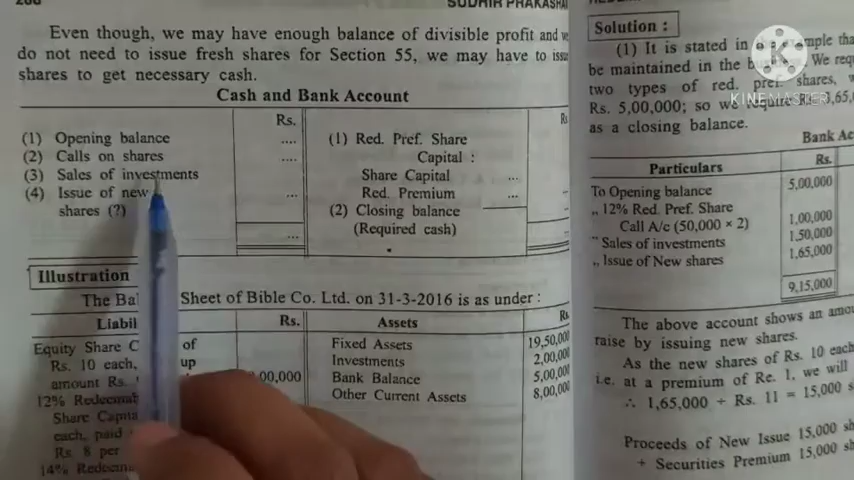 Even though, we may have enough balance of divisible profit and we
do not need to issue fresh shares for Section 55, we may have to issue
shares to get necessary cash.
Cash and Bank Account
Rs.
(1) Opening balance ....
(2) Calls on shares ....
(3) Sales of investments
(4) Issue of new ...
shares (?)
...
(1) Red. Pref. Share
Capital :
Share Capital ...
Red. Premium ...
(2) Closing balance
(Required cash)
Illustration
The Ba Sheet of Bible Co. Ltd. on 31-3-2016 is as under :
Rs. Assets
Equity Share C of
Rs. 10 each, up
amount Rs. 00,000
12%
Share
each, paid
Rs 8 per
14%
Fixed Assets 19,50,000
Investments 2,00,000
Bank Balance 5,00,000
Other Current Assets 8,00,000
Solution :
(1) It is stated in
be maintained in the We
two types of red. pref. shares,
Rs. 5,00,000; so we require
as a closing balance.
KINEMASTER
Bank
Particulars Rs.
To Opening balance 5,00,000
,, 12% Red. Pref. Share
Call A/c (50,000 × 2) 1,00,000
" Sales of investments 1,50,000
,, Issue of New shares 1,65,000
9,15,000
The above account shows an
raise by issuing new shares.
As the new shares of Rs. 10 each
i.e. at a premium of Re. 1, we will
∴ 1,65,000 ÷ Rs. 11 = 15,000
Proceeds of New Issue 15,000
+ Securities Premium 15,000